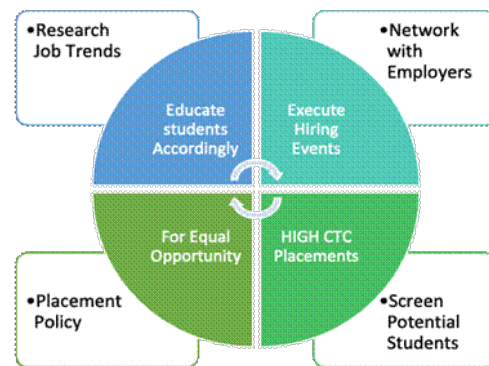 •Research
Job Trends
•Network
with
Employers
Educate
students
Accordingly
Execute
Hiring
Events
For Equal
Opportunity
HIGH CTC
Placements
•Placement
Policy
•Screen
Potential
Students